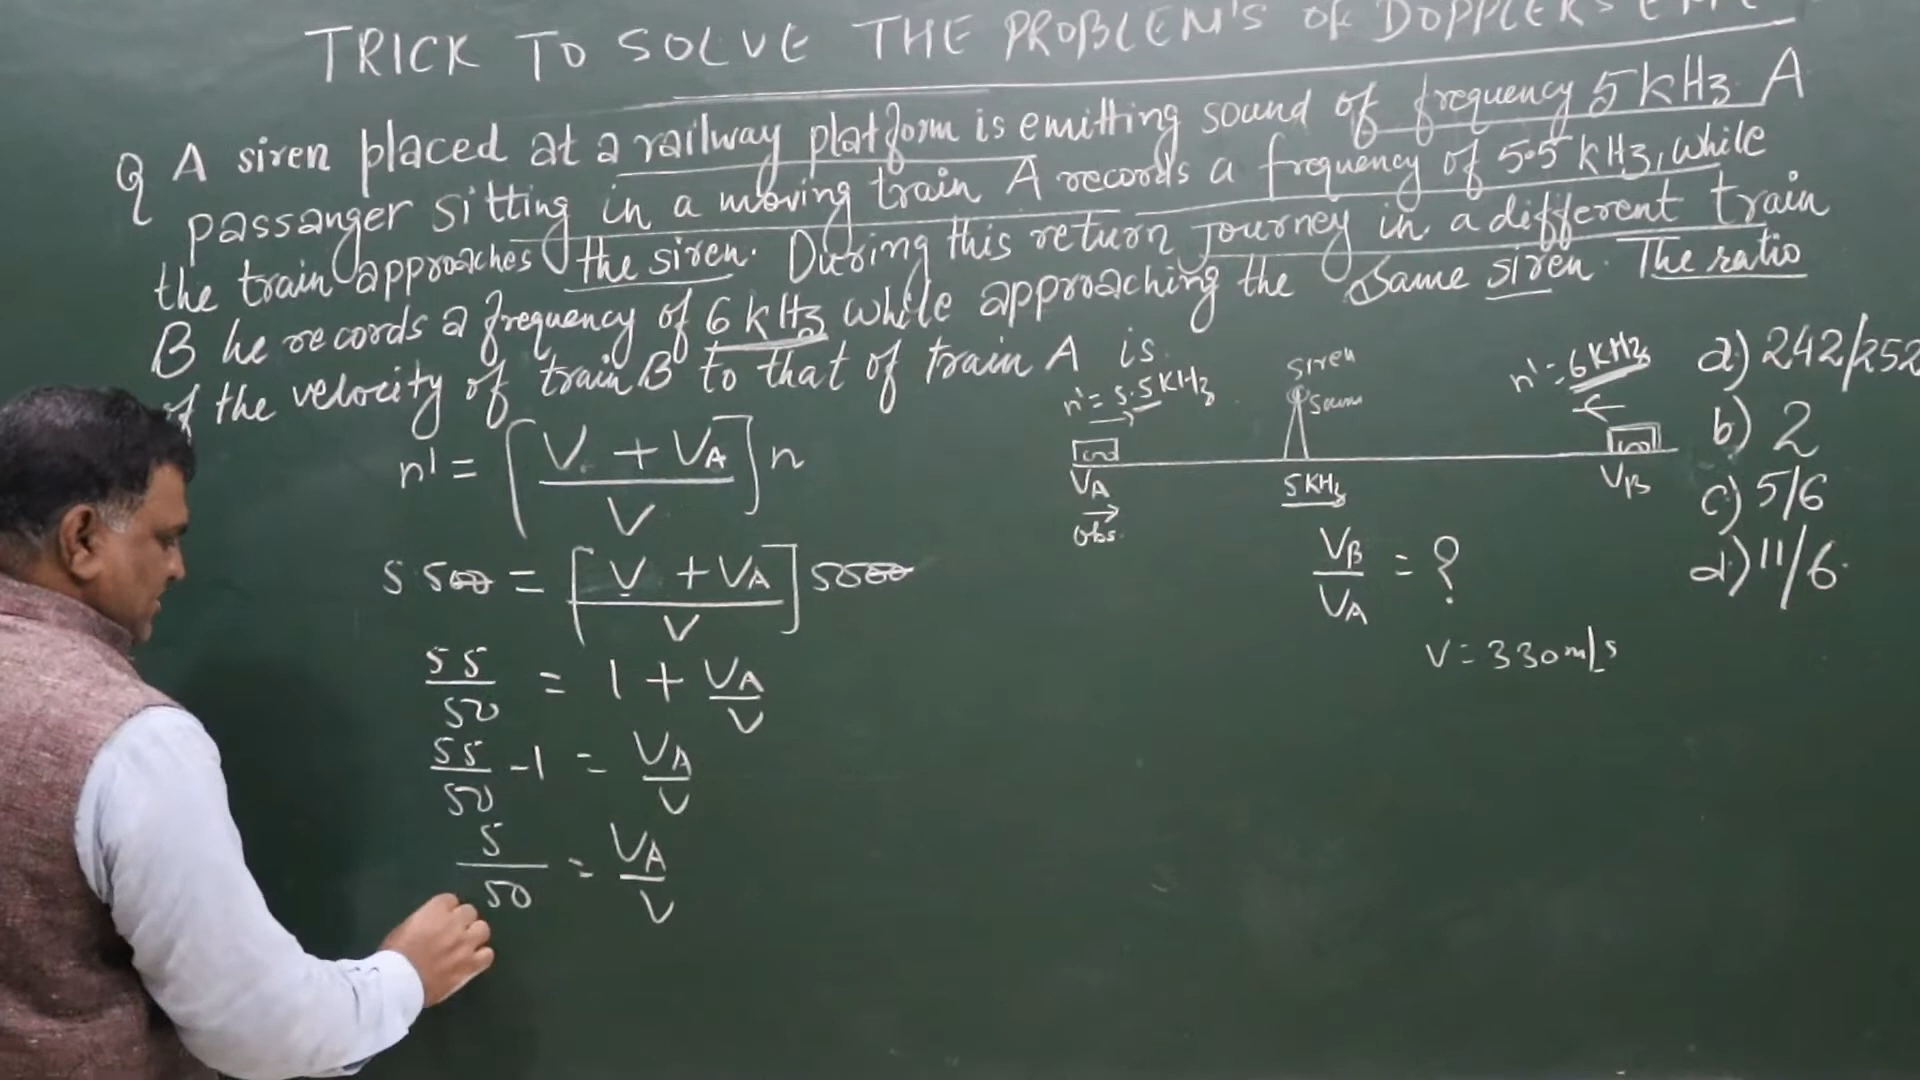 TRICK TO SOLVE THE PROBLEM'S OF DOPPLER'S
Q A siren placed at a railway platform is emitting sound of frequency 5 kHz A
passanger sitting in a moving train A records a frequency of 5.5 kHz, while
the train approaches the siren. During this return journey in a different train
B he records a frequency of 6 kHz while approaching the same siren. The ratio
of the velocity of train B to that of train A is.
n' = [V + VA / V] n
5500 = [V + VA / V] 5000
55/50 = 1 + VA/V
55/50 - 1 = VA/V
5/50 = VA/V
n' = 5.5 KHz
Siren
n' = 6 KHz
VA
5 KHz
VB
Obs.
VB/VA = ?
V = 330 m/s
a) 242/252
b) 2
c) 5/6
d) 11/6.